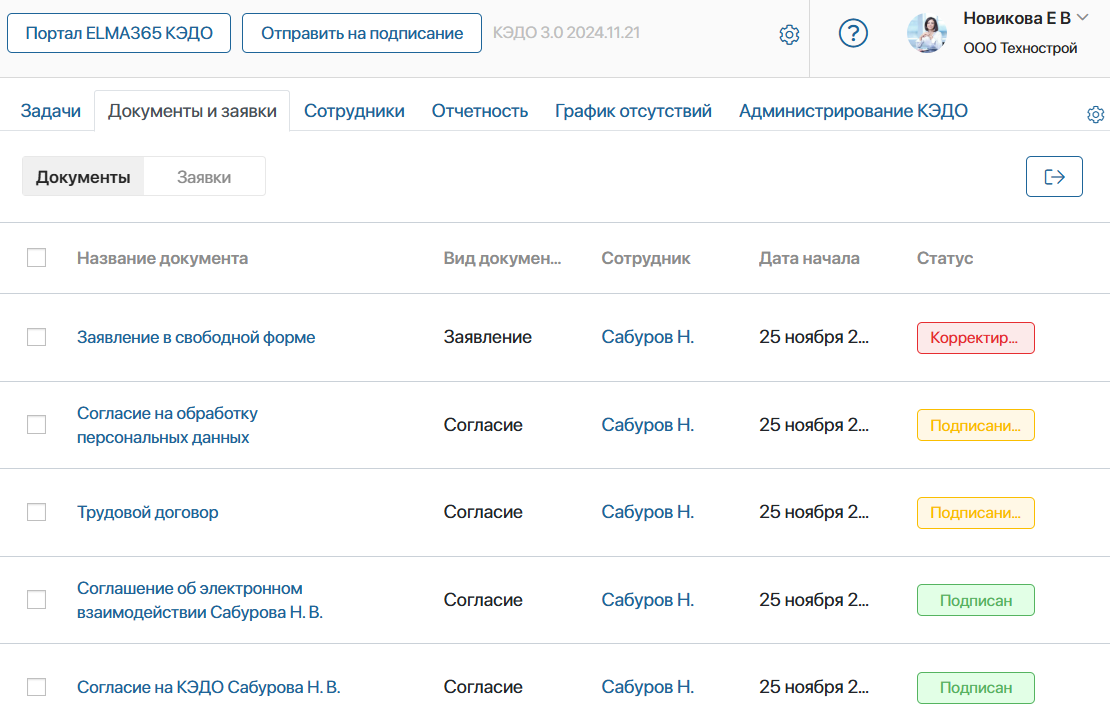 Портал ELMA365 КЭДО Отправить на подписание КЭДО 3.0 2024.11.21 ? Новикова Е В
ООО Технострой
Задачи Документы и заявки Сотрудники Отчетность График отсутствий Администрирование КЭДО
Документы Заявки
Название документа Вид докумен... Сотрудник Дата начала Статус
Заявление в свободной форме Заявление Сабуров Н. 25 ноября 2... Корректир...
Согласие на обработку
персональных данных Согласие Сабуров Н. 25 ноября 2... Подписани...
Трудовой договор Согласие Сабуров Н. 25 ноября 2... Подписани...
Соглашение об электронном
взаимодействии Сабурова Н. В. Согласие Сабуров Н. 25 ноября 2... Подписан
Согласие на КЭДО Сабурова Н. В. Согласие Сабуров Н. 25 ноября 2... Подписан